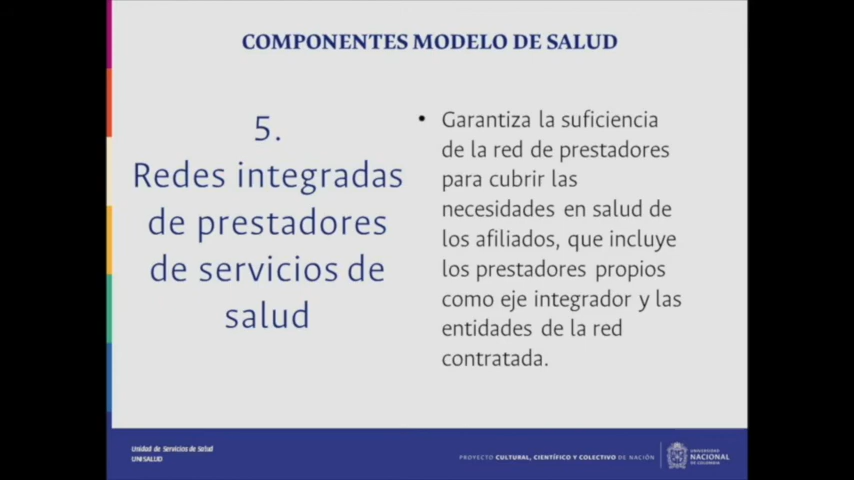 COMPONENTES MODELO DE SALUD
5.
Redes integradas
de prestadores
de servicios de
salud
• Garantiza la suficiencia
de la red de prestadores
para cubrir las
necesidades en salud de
los afiliados, que incluye
los prestadores propios
como eje integrador y las
entidades de la red
contratada.
Unidad de Servicios de Salud
UNISALUD
PROYECTO CULTURAL, CIENTÍFICO Y COLECTIVO DE NACIÓN
UNIVERSIDAD
NACIONAL
DE COLOMBIA